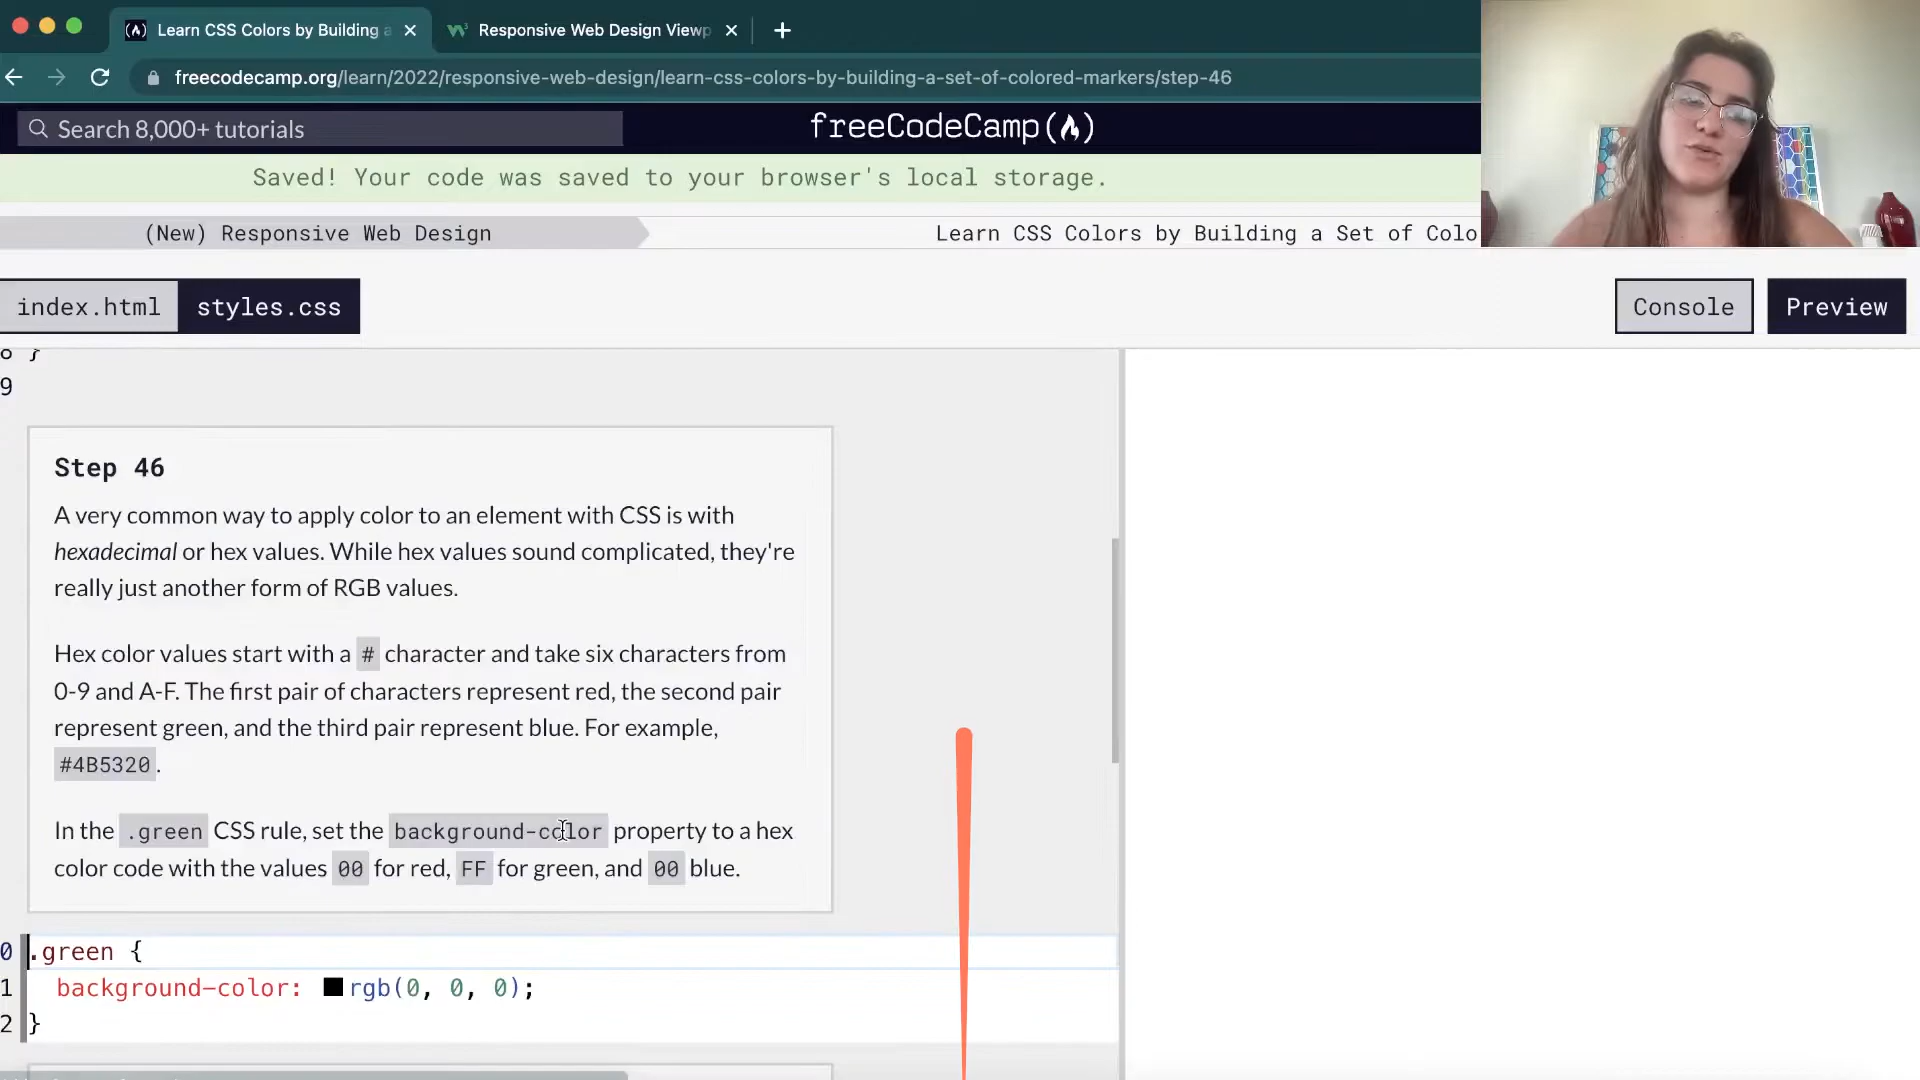 Learn CSS Colors by Building a
Responsive Web Design Viewp
freecodecamp.org/learn/2022/responsive-web-design/learn-css-colors-by-building-a-set-of-colored-markers/step-46
Search 8,000+ tutorials
freeCodeCamp
Saved! Your code was saved to your browser's local storage.
(New) Responsive Web Design
Learn CSS Colors by Building a Set of Colo
index.html
styles.css
Console
Preview
8 }
9
Step 46
A very common way to apply color to an element with CSS is with
hexadecimal or hex values. While hex values sound complicated, they're
really just another form of RGB values.
Hex color values start with a # character and take six characters from
0-9 and A-F. The first pair of characters represent red, the second pair
represent green, and the third pair represent blue. For example,
#4B5320.
In the .green CSS rule, set the background-color property to a hex
color code with the values 00 for red, FF for green, and 00 blue.
0 .green {
1 background-color: rgb(0, 0, 0);
2 }